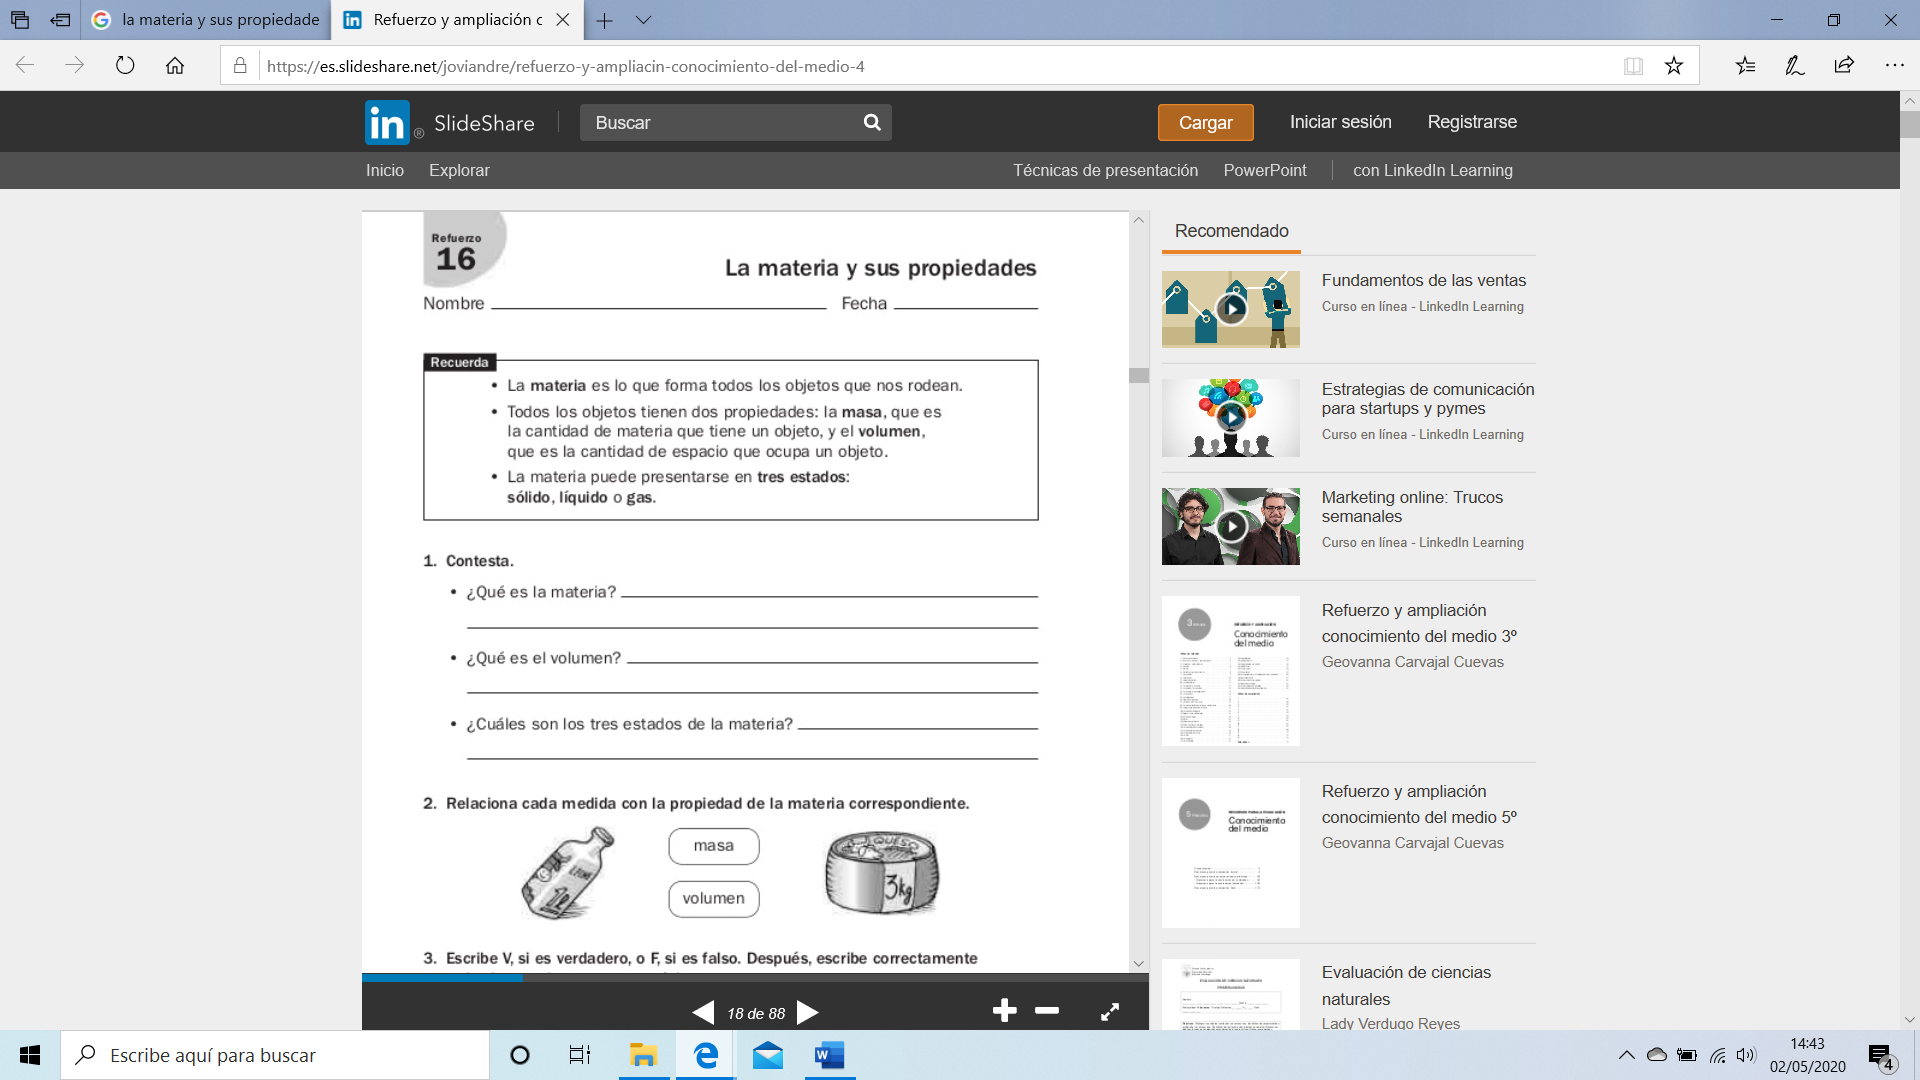 la materia y sus propiedade
Refuerzo y ampliación c
https://es.slideshare.net/joviandre/refuerzo-y-ampliacin-conocimiento-del-medio-4
in® SlideShare
Buscar
Cargar
Iniciar sesión
Registrarse
Inicio
Explorar
Técnicas de presentación
PowerPoint
con LinkedIn Learning
Refuerzo
16
La materia y sus propiedades
Nombre
Fecha
Recuerda
• La materia es lo que forma todos los objetos que nos rodean.
• Todos los objetos tienen dos propiedades: la masa, que es
la cantidad de materia que tiene un objeto, y el volumen,
que es la cantidad de espacio que ocupa un objeto.
• La materia puede presentarse en tres estados:
sólido, líquido o gas.
1. Contesta.
• ¿Qué es la materia?
• ¿Qué es el volumen?
• ¿Cuáles son los tres estados de la materia?
2. Relaciona cada medida con la propiedad de la materia correspondiente.
masa
volumen
QUESO
3kg
3. Escribe V, si es verdadero, o F, si es falso. Después, escribe correctamente
18 de 88
Recomendado
Fundamentos de las ventas
Curso en línea - LinkedIn Learning
Estrategias de comunicación
para startups y pymes
Curso en línea - LinkedIn Learning
Marketing online: Trucos
semanales
Curso en línea - LinkedIn Learning
Conocimiento
del medio
Refuerzo y ampliación
conocimiento del medio 3º
Geovanna Carvajal Cuevas
Conocimiento
del medio
Refuerzo y ampliación
conocimiento del medio 5º
Geovanna Carvajal Cuevas
Evaluación de ciencias
naturales
Lady Verdugo Reyes
Escribe aquí para buscar
14:43
02/05/2020
4